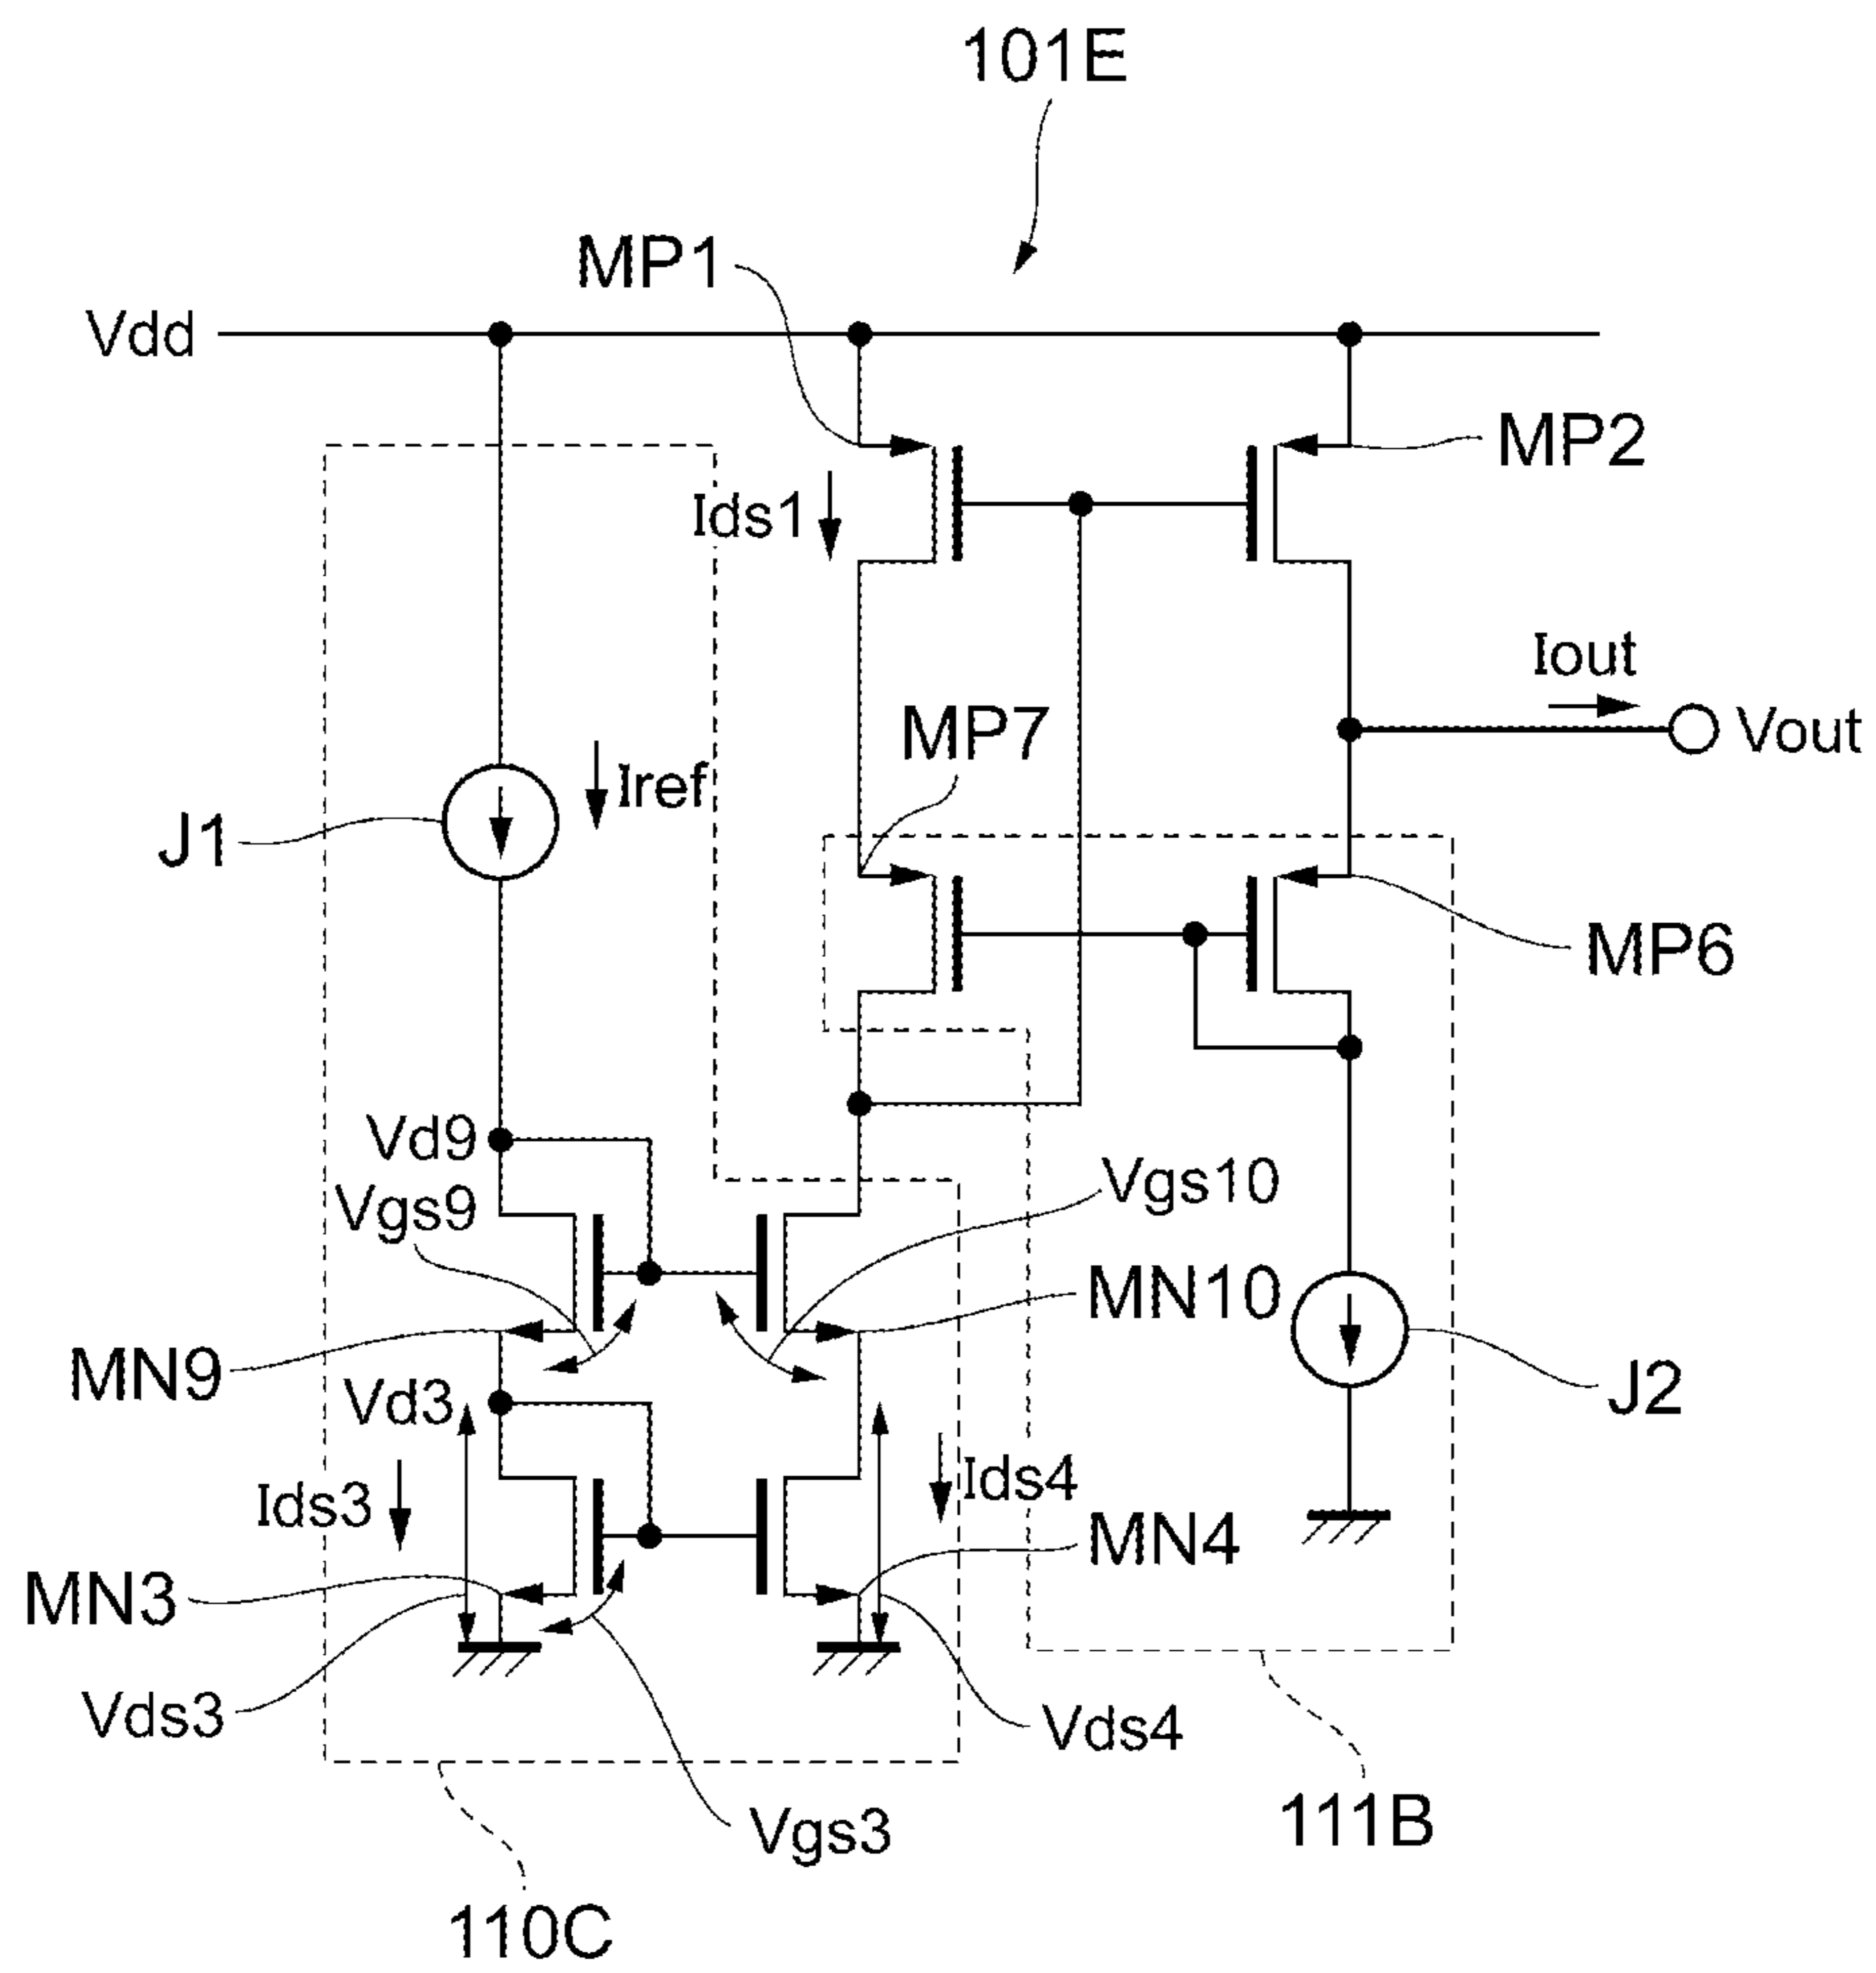 101E
MP1
Vdd
MP2
Ids1
Iout
MP7
Vout
Iref
J1
MP6
Vd9
Vgs9
Vgs10
MN10
MN9
Vd3
J2
Ids3
Ids4
MN4
MN3
Vds3
Vds4
Vgs3
111B
110C